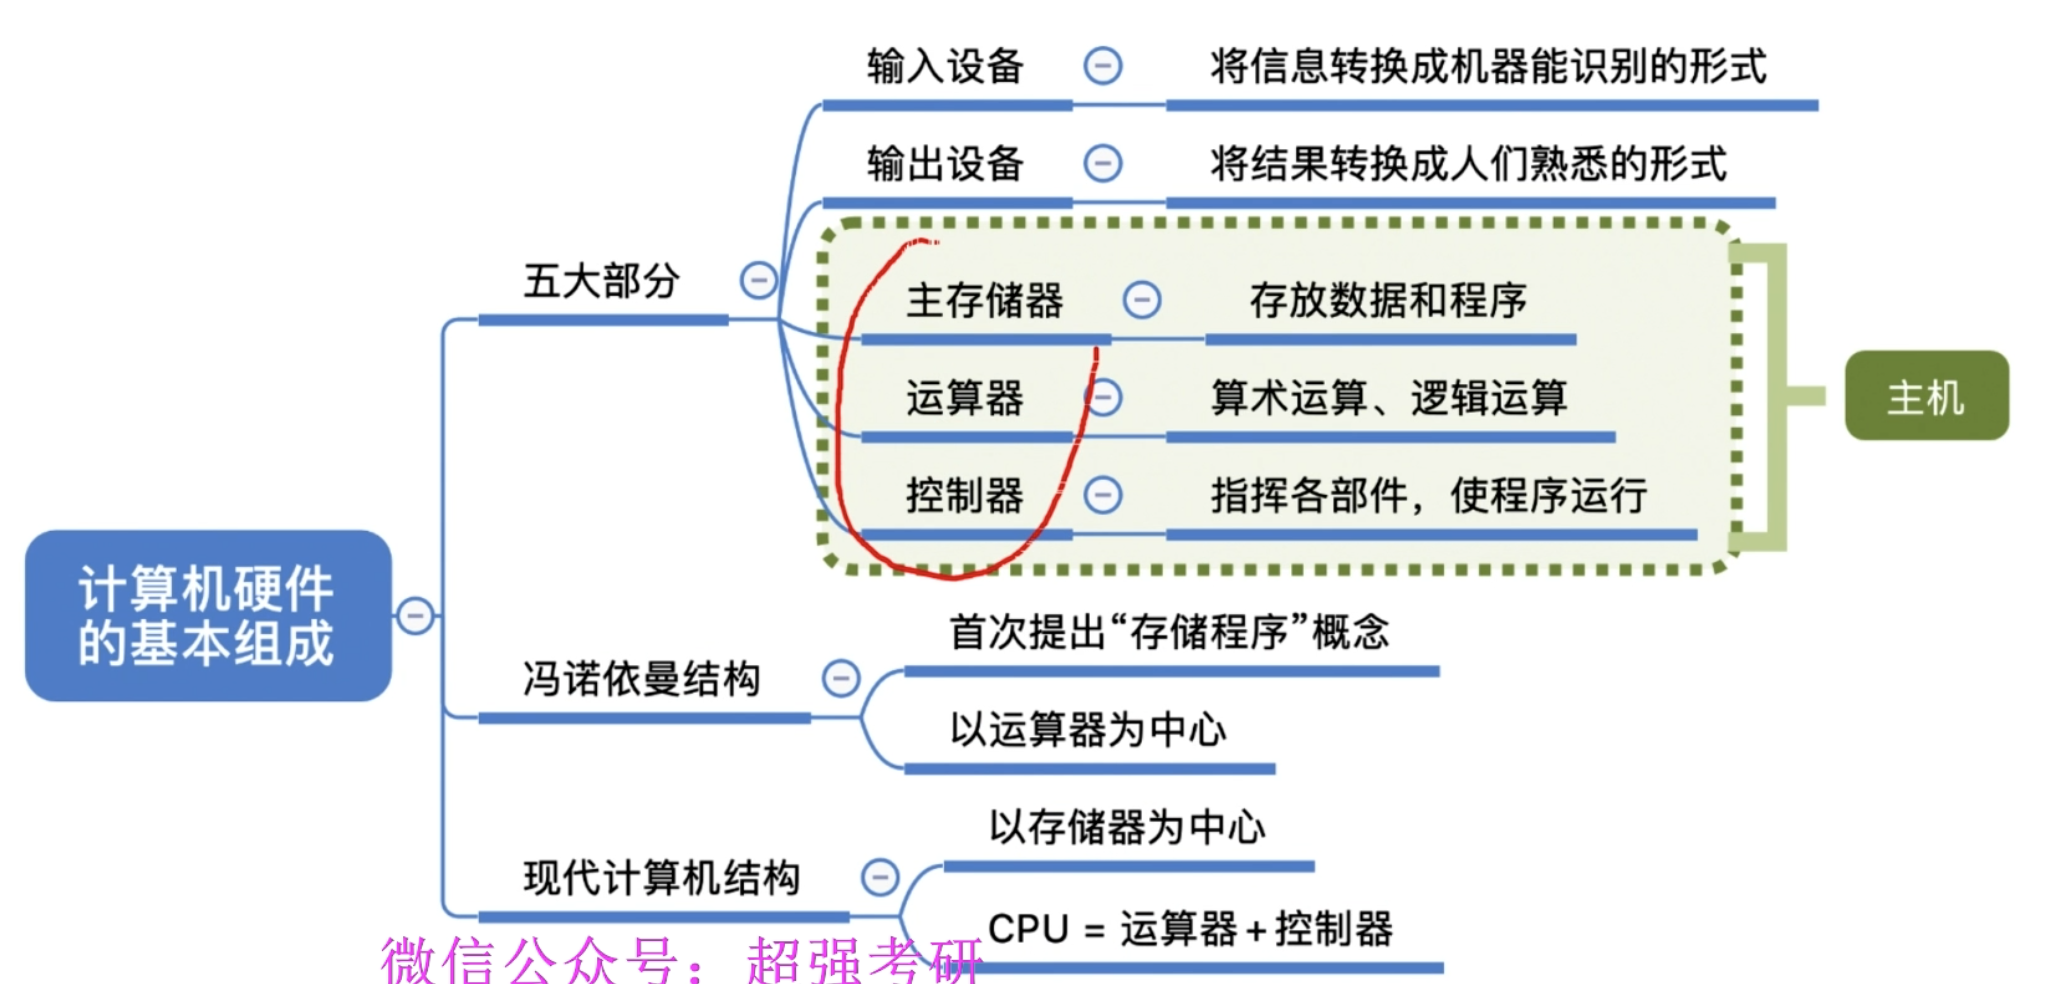 输入设备 将信息转换成机器能识别的形式
输出设备 将结果转换成人们熟悉的形式
五大部分
主存储器 存放数据和程序
运算器 算术运算、逻辑运算
主机
控制器 指挥各部件，使程序运行
计算机硬件
的基本组成
首次提出“存储程序”概念
冯诺依曼结构
以运算器为中心
以存储器为中心
现代计算机结构
CPU = 运算器+控制器
微信公众号：超强考研